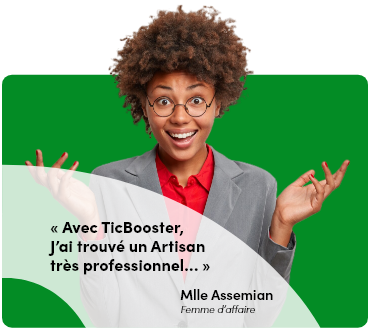 « Avec TicBooster,
J'ai trouvé un Artisan
très professionnel... »
Mlle Assemian
Femme d'affaire